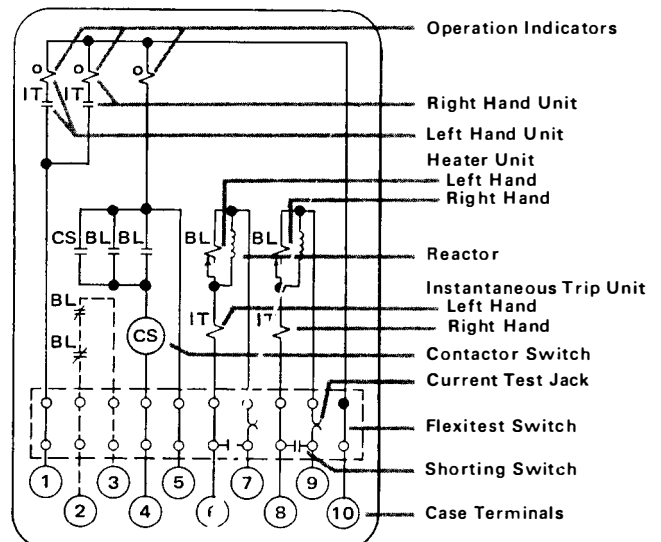 Operation Indicators
O O O
IT IT
Right Hand Unit
Left Hand Unit
Heater Unit
Left Hand
Right Hand
CS BL BL BL BL
Reactor
Instantaneous Trip Unit
Left Hand
BL
IT
Right Hand
CS
BL
Contactor Switch
Current Test Jack
Flexitest Switch
Shorting Switch
1 3 5 7 9
2 4 8 10
Case Terminals